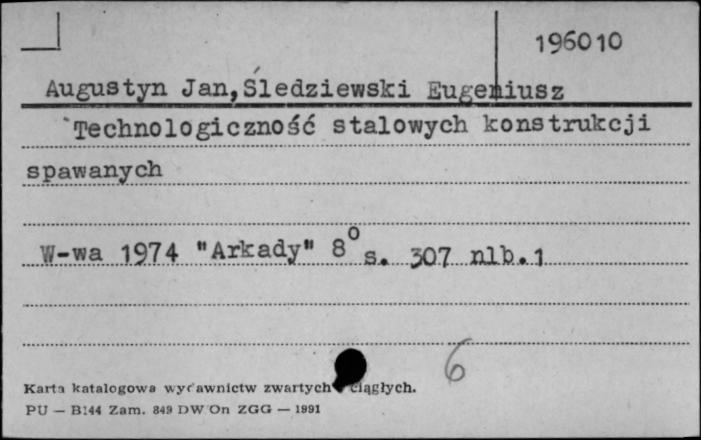 196010
Augustyn Jan, Śledziewski Eugeniusz
Technologiczność stalowych konstrukcji
spawanych
W-wa 1974 "Arkady" 8° s. 307 nlb.1
6
Karta katalogowa wydawnictw zwartych ciągłych.
PU — B144 Zam. 849 DW On ZGG — 1991